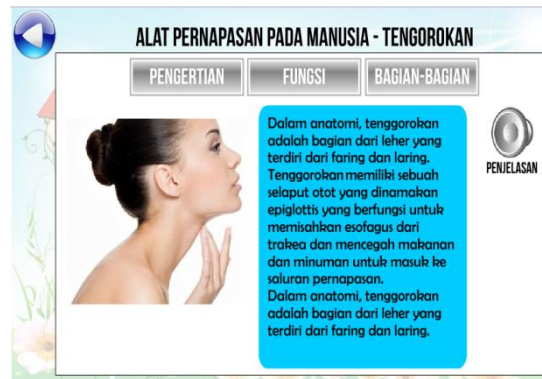 ALAT PERNAPASAN PADA MANUSIA - TENGOROKAN
PENGERTIAN
FUNGSI
BAGIAN-BAGIAN
Dalam anatomi, tenggorokan
adalah bagian dari leher yang
terdiri dari faring dan laring.
Tenggorokan memiliki sebuah
selaput otot yang dinamakan
epiglottis yang berfungsi untuk
memisahkan esofagus dari
trakea dan mencegah makanan
dan minuman untuk masuk ke
saluran pernapasan.
Dalam anatomi, tenggorokan
adalah bagian dari leher yang
terdiri dari faring dan laring.
PENJELASAN